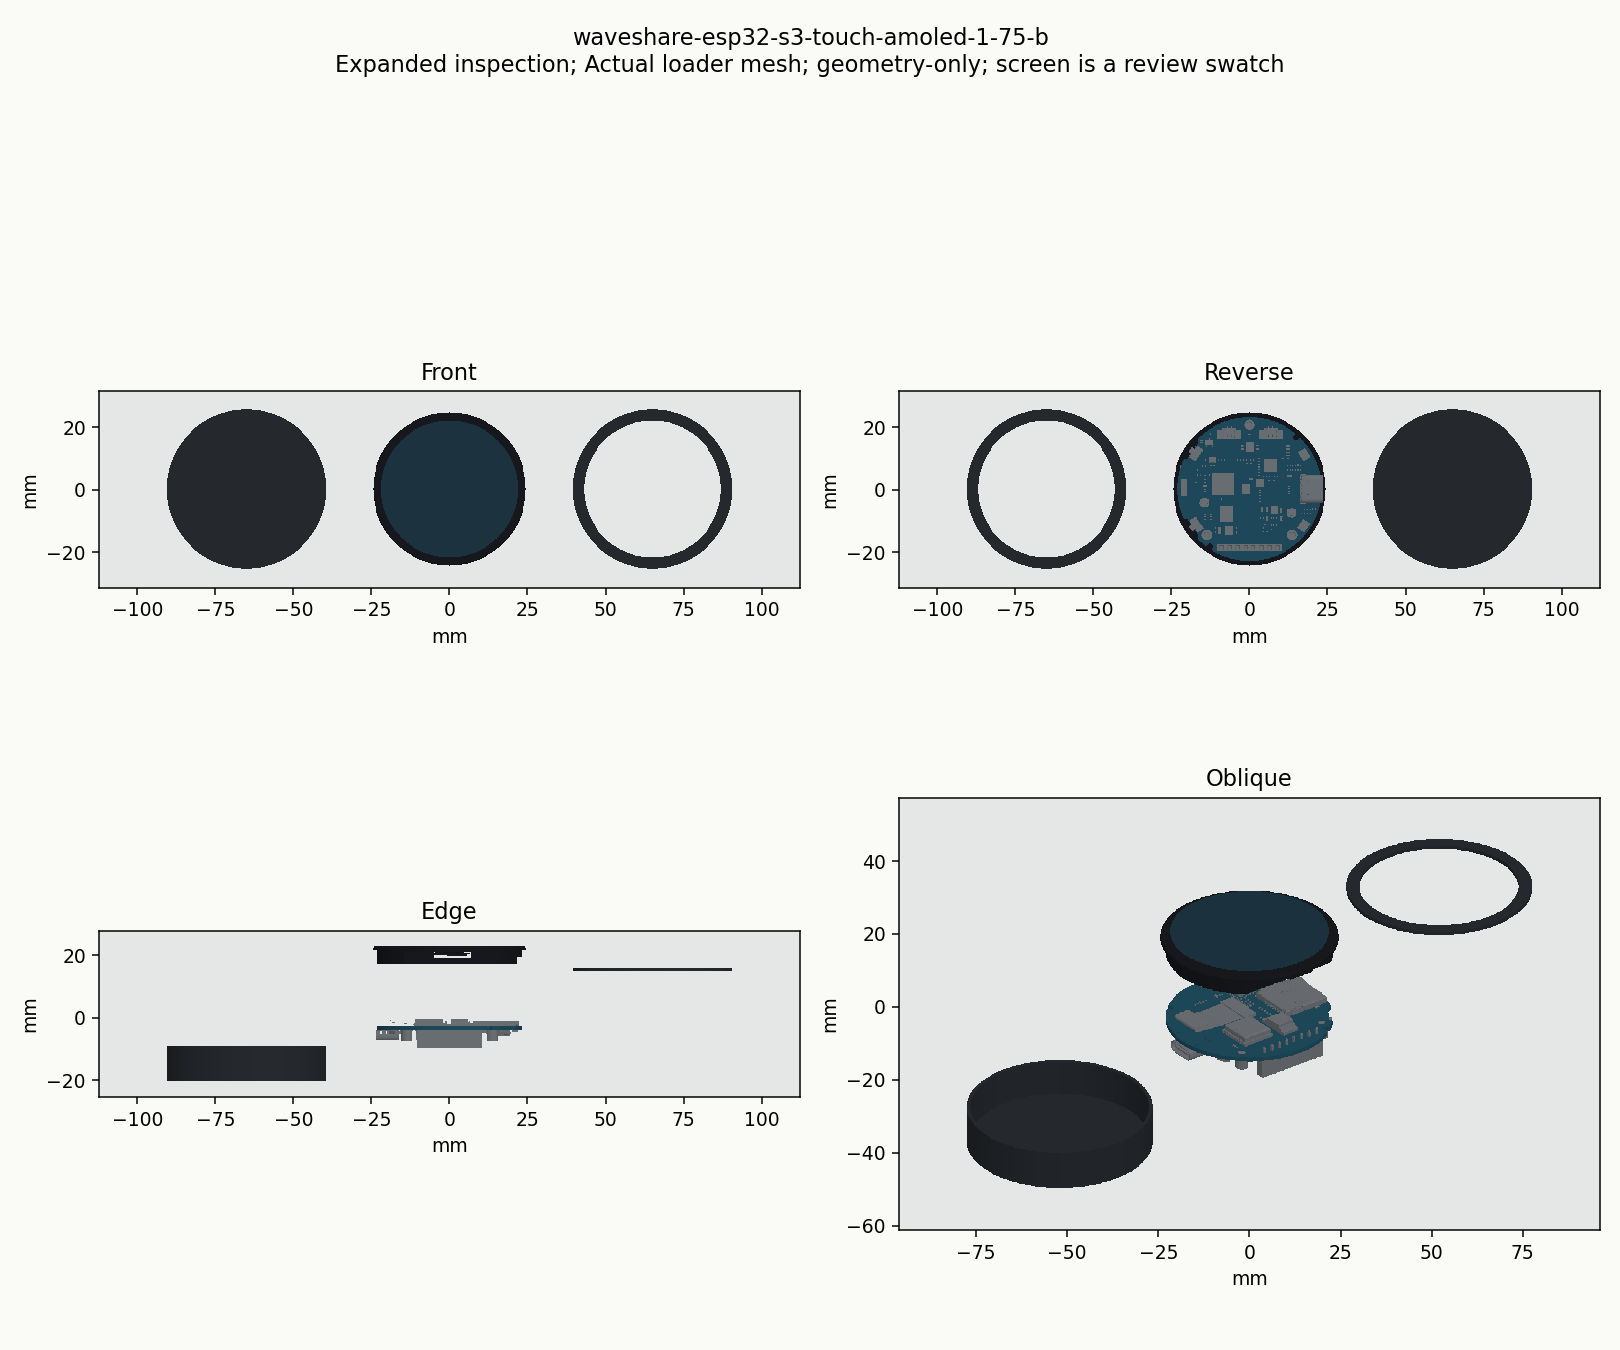 waveshare-esp32-s3-touch-amoled-1-75-b
Expanded inspection; Actual loader mesh; geometry-only; screen is a review swatch
Front
20
0
−20
mm
−100 −75 −50 −25 0 25 50 75 100
mm
Reverse
20
0
−20
mm
−100 −75 −50 −25 0 25 50 75 100
mm
Edge
20
0
−20
mm
−100 −75 −50 −25 0 25 50 75 100
mm
Oblique
40
20
0
−20
−40
−60
−75 −50 −25 0 25 50 75
mm